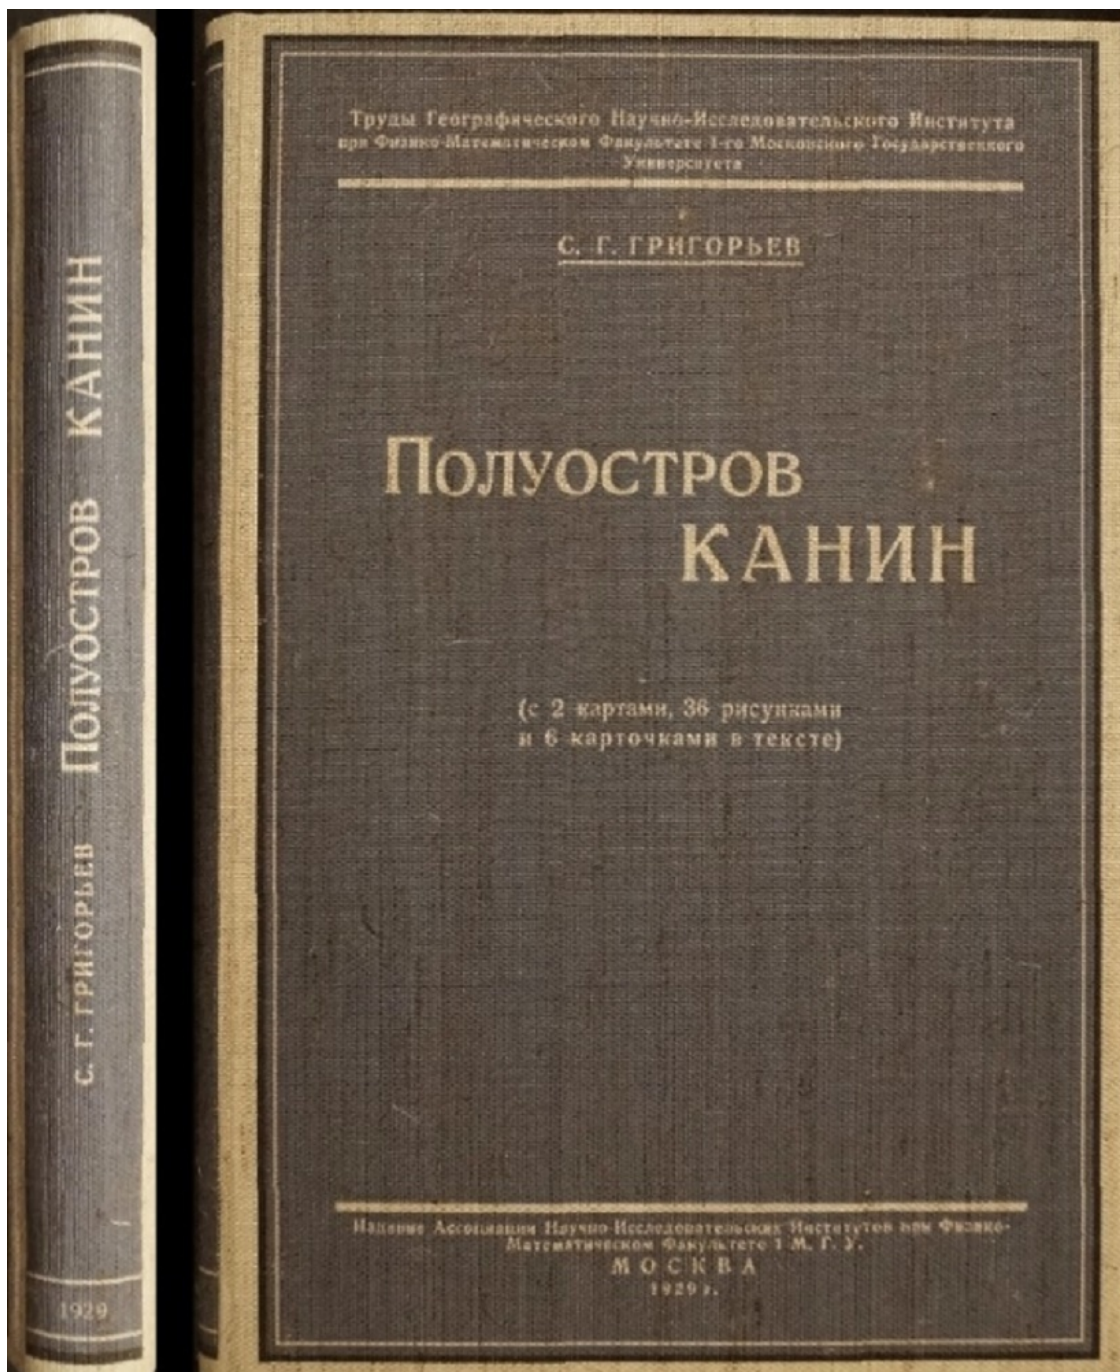 С. Г. ГРИГОРЬЕВ ПОЛУОСТРОВ КАНИН
1929
Труды Географического Научно-Исследовательского Института
при Физико-Математическом Факультете 1-го Московского Государственного
Университета
С. Г. ГРИГОРЬЕВ
ПОЛУОСТРОВ
КАНИН
(с 2 картами, 36 рисунками
и 6 карточками в тексте)
Издание Ассоциации Научно-Исследовательских Институтов при Физико-
Математическом Факультете 1 М. Г. У.
МОСКВА
1929 г.